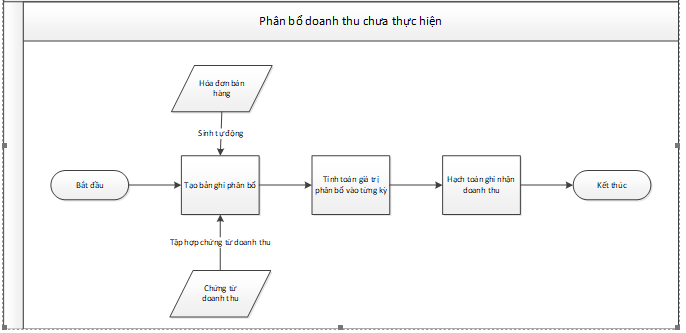 Phân bổ doanh thu chưa thực hiện
Hóa đơn bán
hàng
Sinh tự động
Bắt đầu
Tạo bản ghi phân bổ
Tính toán giá trị
phân bổ vào từng kỳ
Hạch toán ghi nhận
doanh thu
Kết thúc
Tập hợp chứng từ doanh thu
Chứng từ
doanh thu